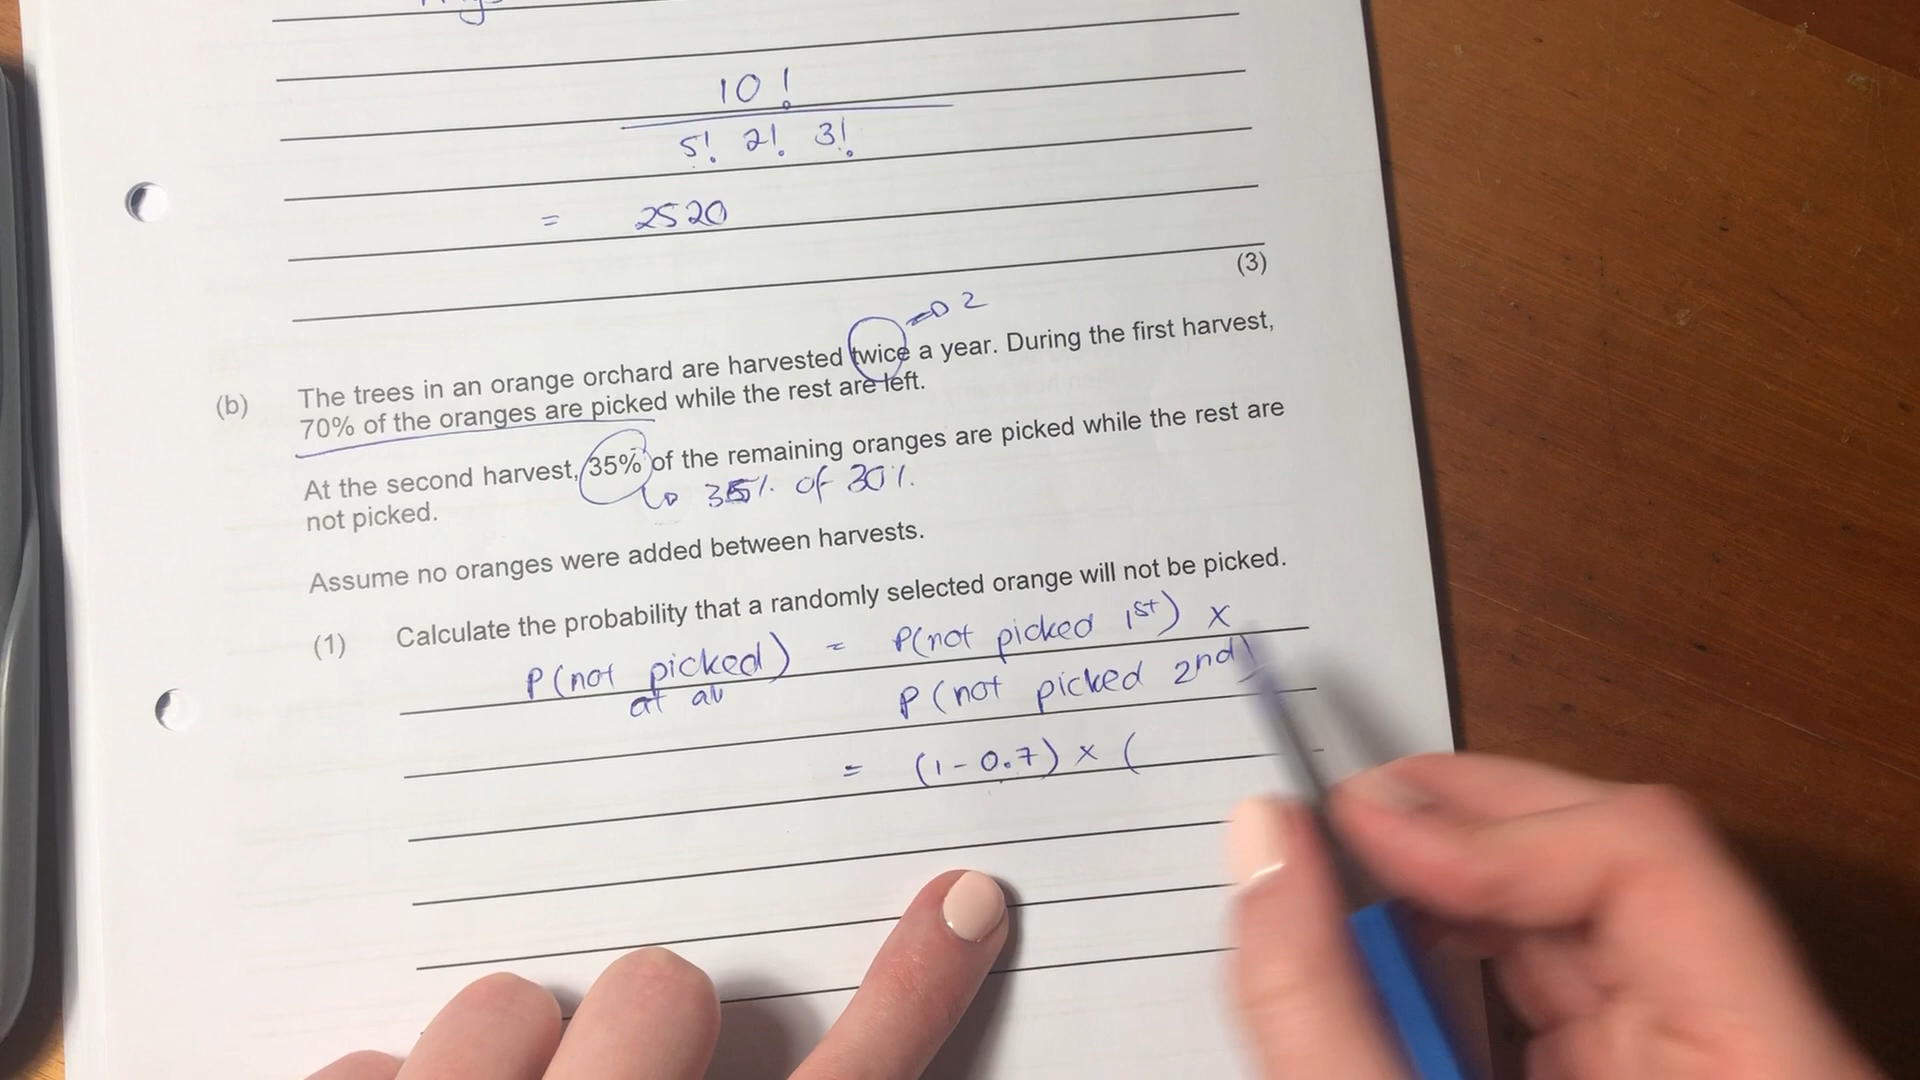 10!
5! 2! 3!
= 2520
(3)
=> 2
(b) The trees in an orange orchard are harvested twice a year. During the first harvest,
70% of the oranges are picked while the rest are left.
At the second harvest, 35% of the remaining oranges are picked while the rest are
↳ 35% of 30%.
not picked.
Assume no oranges were added between harvests.
(1) Calculate the probability that a randomly selected orange will not be picked.
P(not picked) = P(not picked 1st) x
at all P(not picked 2nd)
= (1-0.7) x (